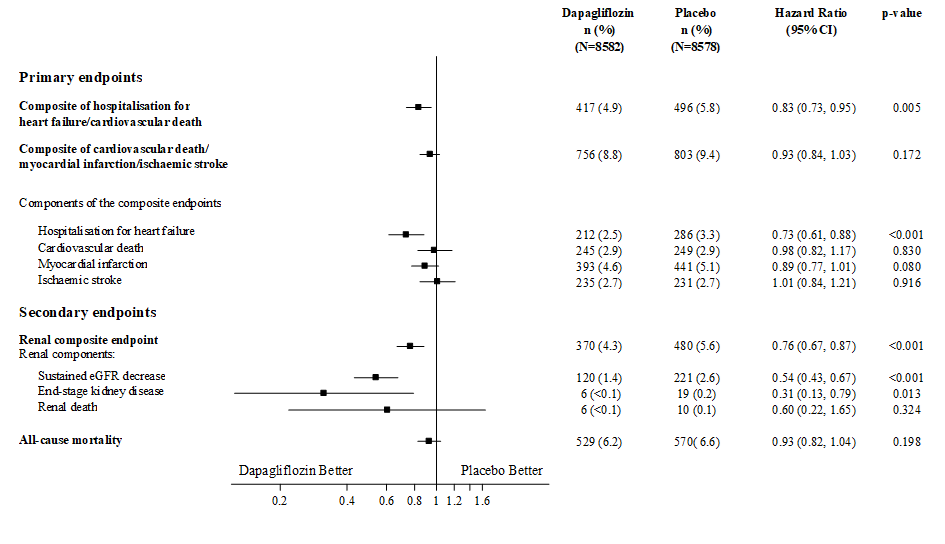 Dapagliflozin Placebo Hazard Ratio p-value
n (%) n (%) (95% CI)
(N=8582) (N=8578)
Primary endpoints
Composite of hospitalisation for
heart failure/cardiovascular death 417 (4.9) 496 (5.8) 0.83 (0.73, 0.95) 0.005
Composite of cardiovascular death/
myocardial infarction/ischaemic stroke 756 (8.8) 803 (9.4) 0.93 (0.84, 1.03) 0.172
Components of the composite endpoints
Hospitalisation for heart failure 212 (2.5) 286 (3.3) 0.73 (0.61, 0.88) <0.001
Cardiovascular death 245 (2.9) 249 (2.9) 0.98 (0.82, 1.17) 0.830
Myocardial infarction 393 (4.6) 441 (5.1) 0.89 (0.77, 1.01) 0.080
Ischaemic stroke 235 (2.7) 231 (2.7) 1.01 (0.84, 1.21) 0.916
Secondary endpoints
Renal composite endpoint 370 (4.3) 480 (5.6) 0.76 (0.67, 0.87) <0.001
Renal components:
Sustained eGFR decrease 120 (1.4) 221 (2.6) 0.54 (0.43, 0.67) <0.001
End-stage kidney disease 6 (<0.1) 19 (0.2) 0.31 (0.13, 0.79) 0.013
Renal death 6 (<0.1) 10 (0.1) 0.60 (0.22, 1.65) 0.324
All-cause mortality 529 (6.2) 570( 6.6) 0.93 (0.82, 1.04) 0.198
Dapagliflozin Better Placebo Better
0.2 0.4 0.6 0.8 1 1.2 1.6